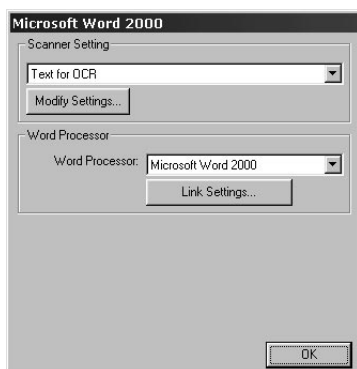 Microsoft Word 2000
Scanner Setting
Text for OCR
Modify Settings...
Word Processor
Word Processor: Microsoft Word 2000
Link Settings...
OK